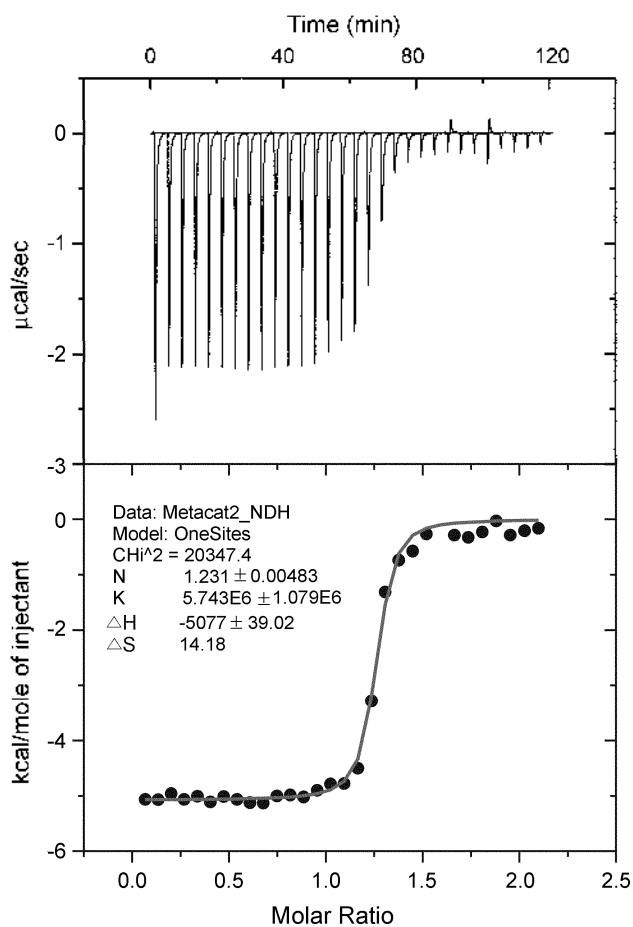 Time (min)
0 40 80 120
0
-1
-2
-3
µcal/sec
Data: Metacat2_NDH
Model: OneSites
CHi^2 = 20347.4
N 1.231 ± 0.00483
K 5.743E6 ± 1.079E6
△H -5077 ± 39.02
△S 14.18
0
-2
-4
-6
kcal/mole of injectant
0.0 0.5 1.0 1.5 2.0 2.5
Molar Ratio